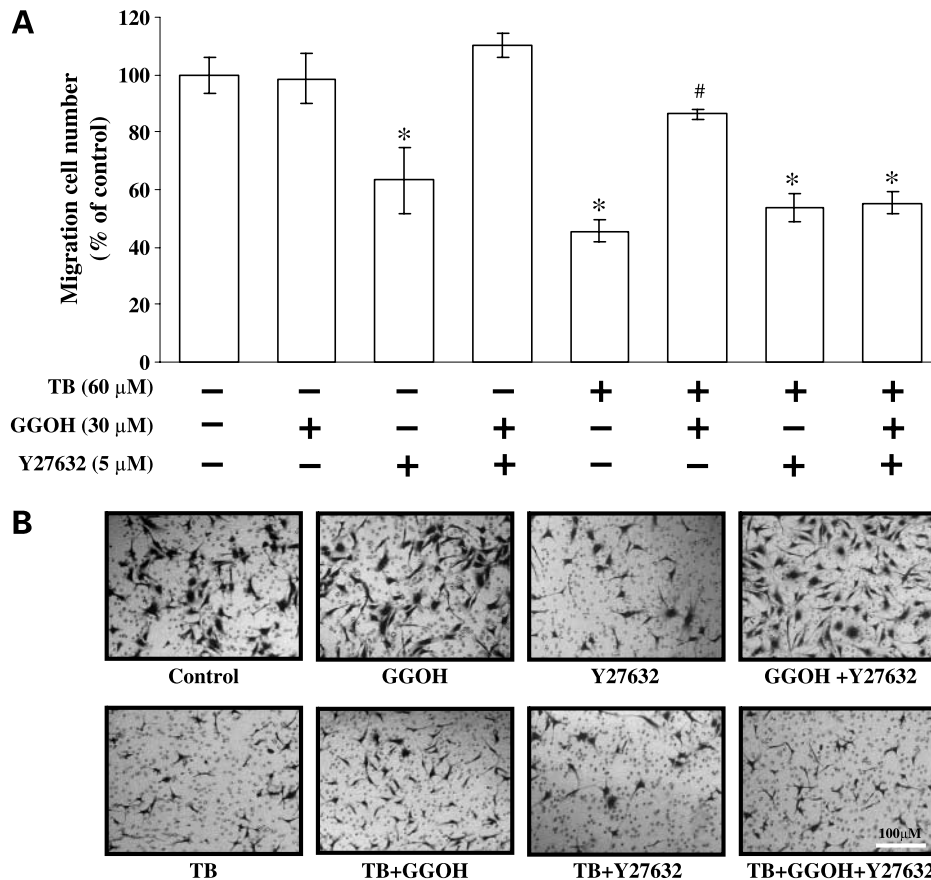 A
120
100
80
60
40
20
0
Migration cell number
(% of control)
*
*
#
*
*
TB (60 μM) − − − − + + + +
GGOH (30 μM) − + − + − + − +
Y27632 (5 μM) − − + + − − + +
B
Control GGOH Y27632 GGOH +Y27632
100μM
TB TB+GGOH TB+Y27632 TB+GGOH+Y27632